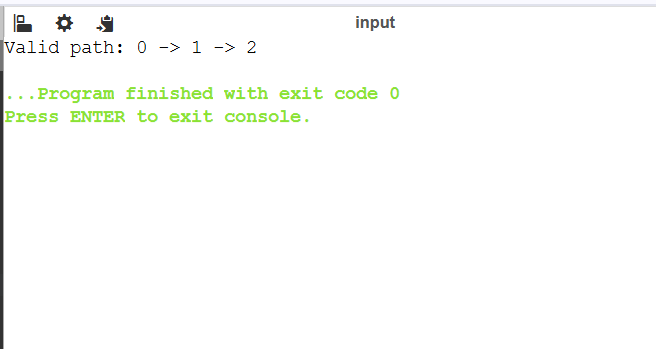 input
Valid path: 0 -> 1 -> 2
...Program finished with exit code 0
Press ENTER to exit console.